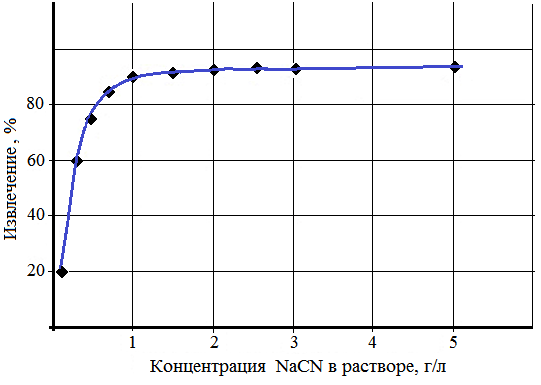 Извлечение, %
80
60
40
20
1 2 3 4 5
Концентрация NaCN в растворе, г/л